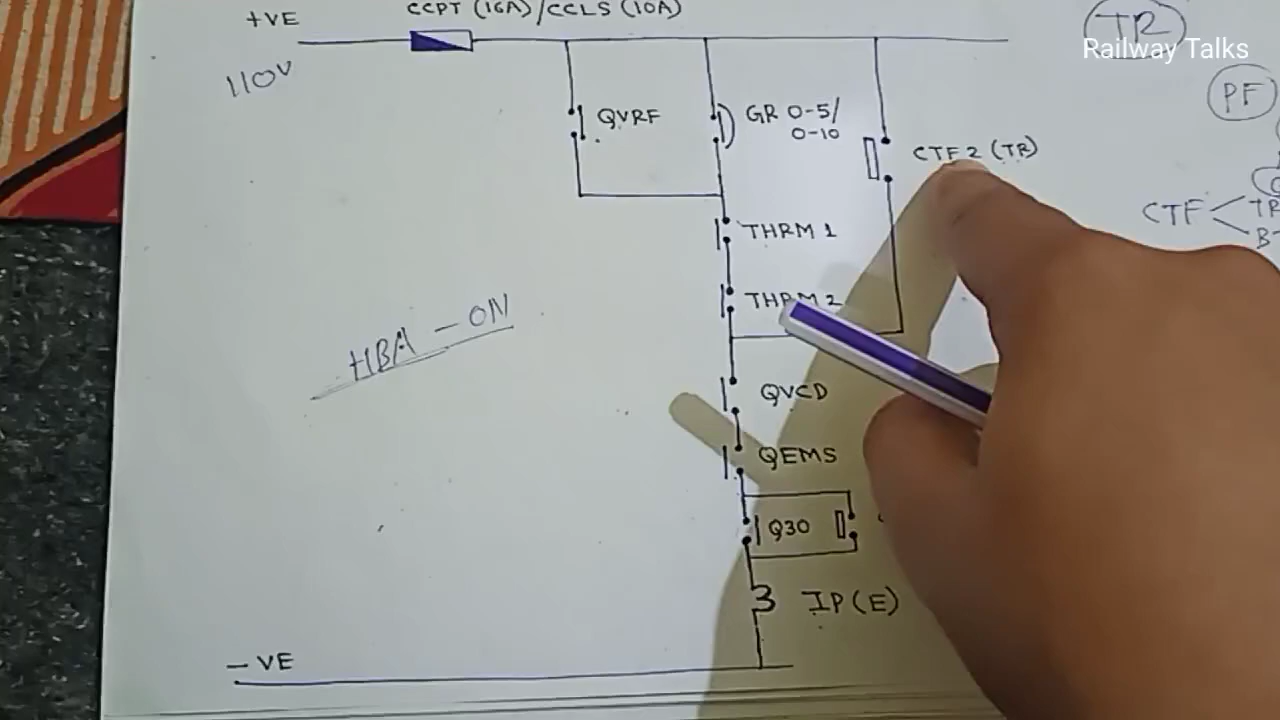 CCPT (16A)/CCLS (10A)
+VE
110V
TR
Railway Talks
PF
QVRF
GR 0-5/
0-10
CTF 2 (TR)
CTF
THRM 1
THRM 2
HBA - ON
QVCD
QEMS
Q30
IP(E)
- VE